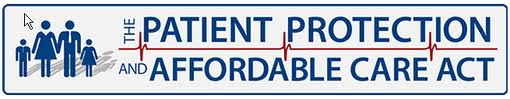 THE PATIENT PROTECTION
AND AFFORDABLE CARE ACT